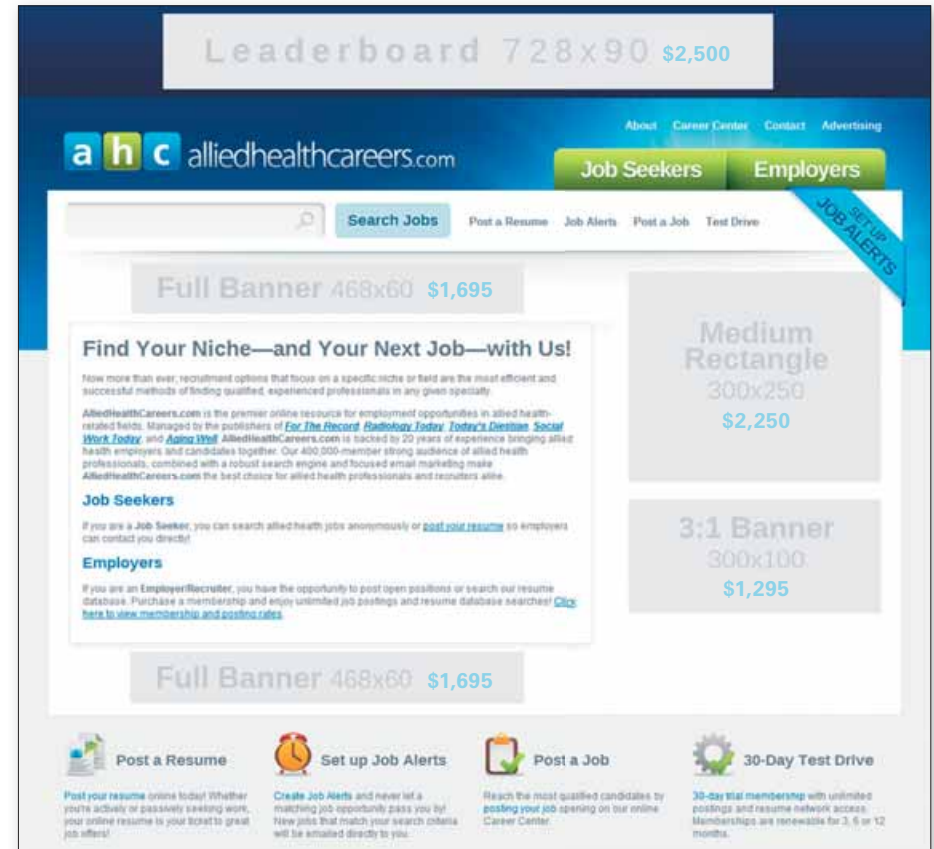 Leaderboard 728x90 $2,500
About Career Center Contact Advertising
a h c alliedhealthcareers.com
Job Seekers Employers
Search Jobs Post a Resume Job Alerts Post a Job Test Drive
SET UP
JOB ALERTS
Full Banner 468x60 $1,695
Medium
Rectangle
300x250
$2,250
Find Your Niche—and Your Next Job—with Us!
Now more than ever, recruitment options that focus on a specific niche or field are the most efficient and
successful methods of finding qualified, experienced professionals in any given specialty.
AlliedHealthCareers.com is the premier online resource for employment opportunities in allied health-
related fields. Managed by the publishers of For The Record, Radiology Today, Today's Dietitian, Social
Work Today, and Aging Well, AlliedHealthCareers.com is backed by 20 years of experience bringing allied
health employers and candidates together. Our 400,000-member strong audience of allied health
professionals, combined with a robust search engine and focused email marketing make
AlliedHealthCareers.com the best choice for allied health professionals and recruiters alike.
Job Seekers
If you are a Job Seeker, you can search allied health jobs anonymously or post your resume so employers
can contact you directly!
Employers
If you are an Employer/Recruiter, you have the opportunity to post open positions or search our resume
database. Purchase a membership and enjoy unlimited job postings and resume database searches! Click
here to view membership and posting rates.
3:1 Banner
300x100
$1,295
Full Banner 468x60 $1,695
Post a Resume
Post your resume online today! Whether
you're actively or passively seeking work,
your online resume is your ticket to great
job offers!
Set up Job Alerts
Create Job Alerts and never let a
matching job opportunity pass you by!
New jobs that match your search criteria
will be emailed directly to you.
Post a Job
Reach the most qualified candidates by
posting your job opening on our online
Career Center.
30-Day Test Drive
30-day trial membership with unlimited
postings and resume network access.
Memberships are renewable for 3, 6 or 12
months.